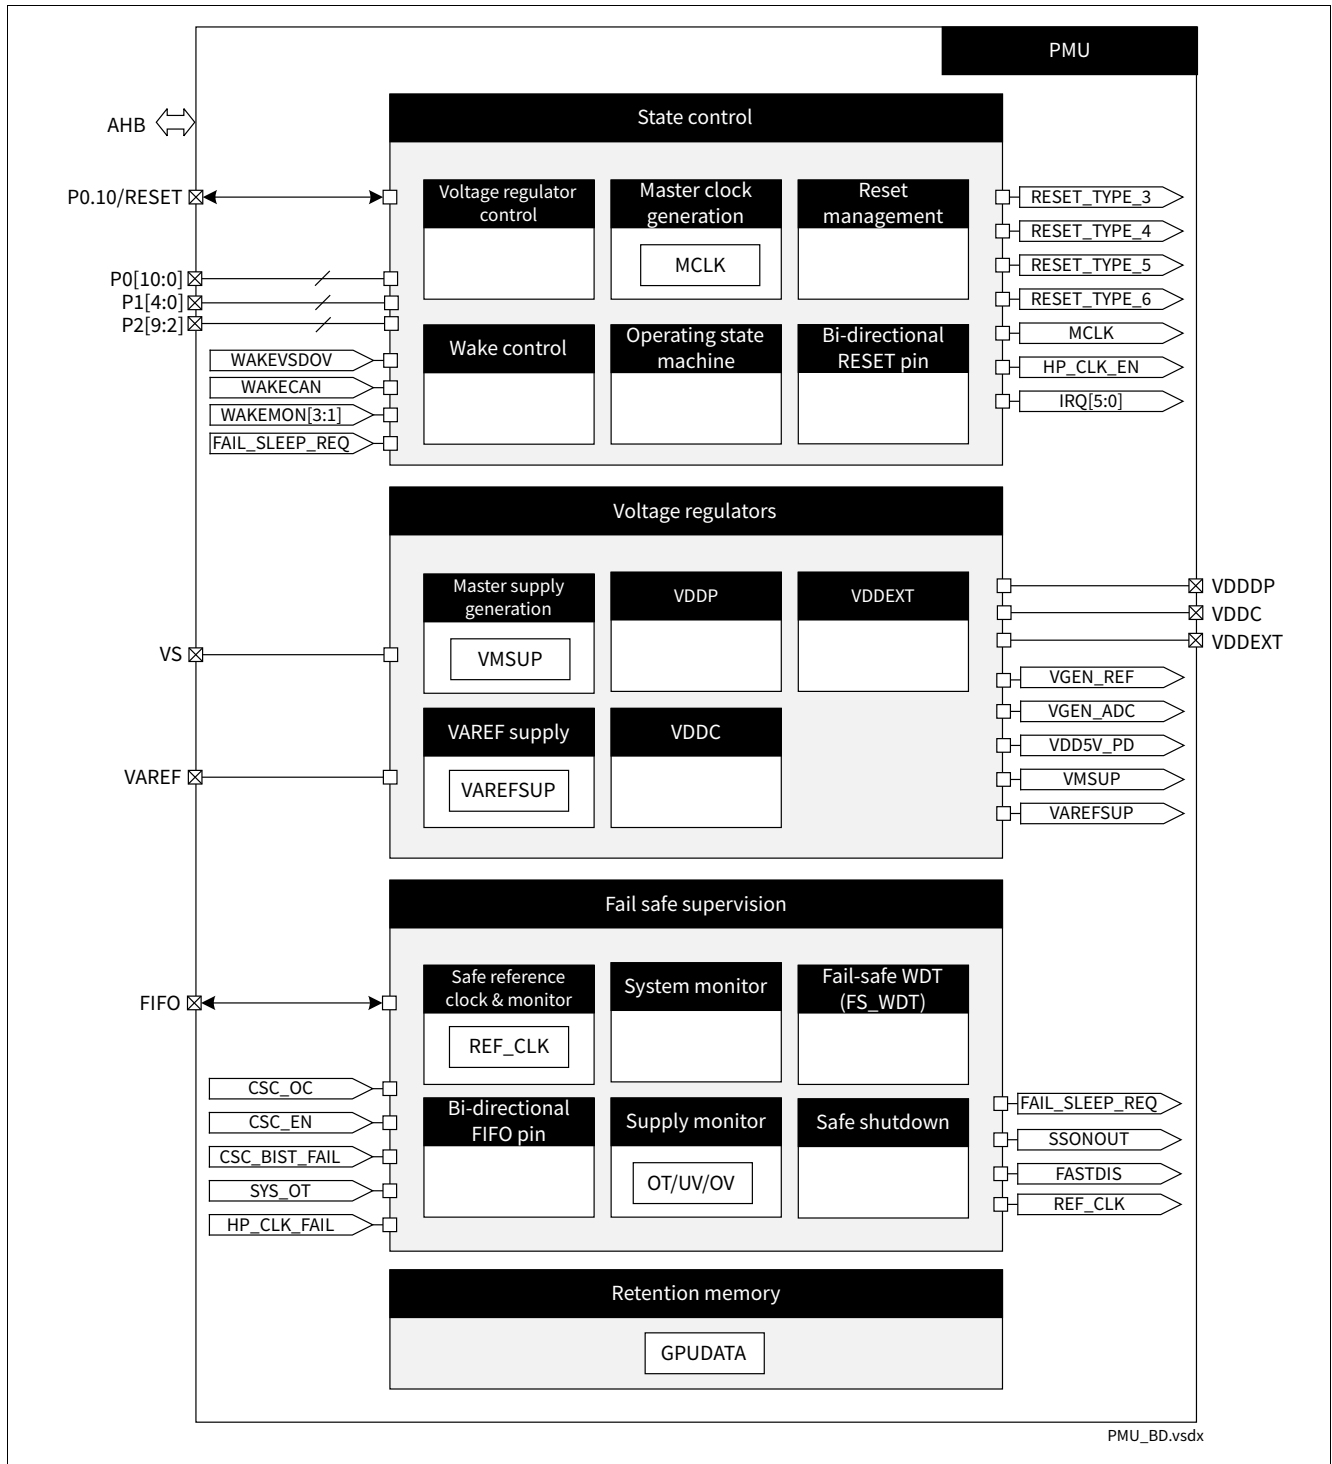 PMU
AHB
State control
P0.10/RESET
Voltage regulator
control
Master clock
generation
MCLK
Reset
management
RESET_TYPE_3
RESET_TYPE_4
RESET_TYPE_5
RESET_TYPE_6
MCLK
HP_CLK_EN
IRQ[5:0]
P0[10:0]
P1[4:0]
P2[9:2]
WAKEVSDOV
WAKECAN
WAKEMON[3:1]
FAIL_SLEEP_REQ
Wake control
Operating state
machine
Bi-directional
RESET pin
Voltage regulators
Master supply
generation
VMSUP
VDDP
VDDEXT
VS
VAREF supply
VAREFSUP
VDDC
VAREF
VDDDP
VDDC
VDDEXT
VGEN_REF
VGEN_ADC
VDD5V_PD
VMSUP
VAREFSUP
Fail safe supervision
FIFO
Safe reference
clock & monitor
REF_CLK
System monitor
Fail-safe WDT
(FS_WDT)
CSC_OC
CSC_EN
CSC_BIST_FAIL
SYS_OT
HP_CLK_FAIL
Bi-directional
FIFO pin
Supply monitor
OT/UV/OV
Safe shutdown
FAIL_SLEEP_REQ
SSONOUT
FASTDIS
REF_CLK
Retention memory
GPUDATA
PMU_BD.vsdx